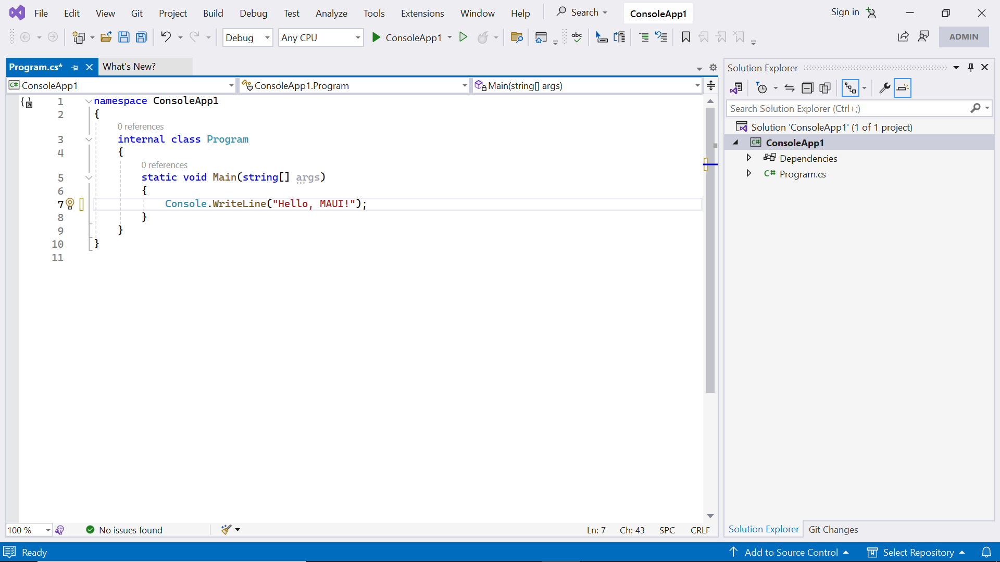 File Edit View Git Project Build Debug Test Analyze Tools Extensions Window Help Search ConsoleApp1 Sign in
Debug Any CPU ConsoleApp1 abc ADMIN
Program.cs* What's New?
C# ConsoleApp1 ConsoleApp1.Program Main(string[] args)
1 namespace ConsoleApp1
2 {
0 references
3 internal class Program
4 {
0 references
5 static void Main(string[] args)
6 {
7 Console.WriteLine("Hello, MAUI!");
8 }
9 }
10 }
11
100 % No issues found Ln: 7 Ch: 43 SPC CRLF
Solution Explorer
Search Solution Explorer (Ctrl+;)
Solution 'ConsoleApp1' (1 of 1 project)
C# ConsoleApp1
Dependencies
C# Program.cs
Solution Explorer Git Changes
Ready Add to Source Control Select Repository